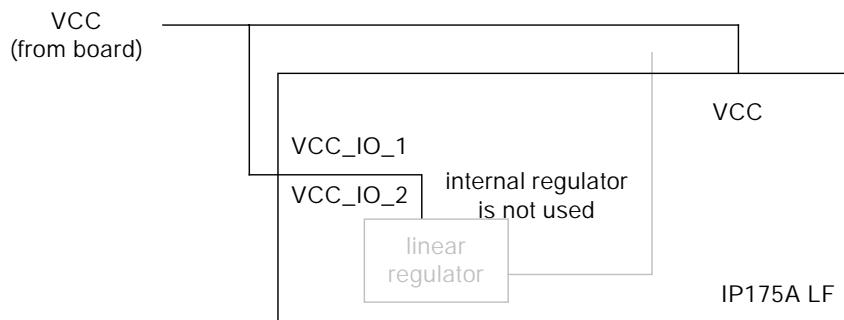 VCC
(from board)
VCC
VCC_IO_1
VCC_IO_2
internal regulator
is not used
linear
regulator
IP175A LF